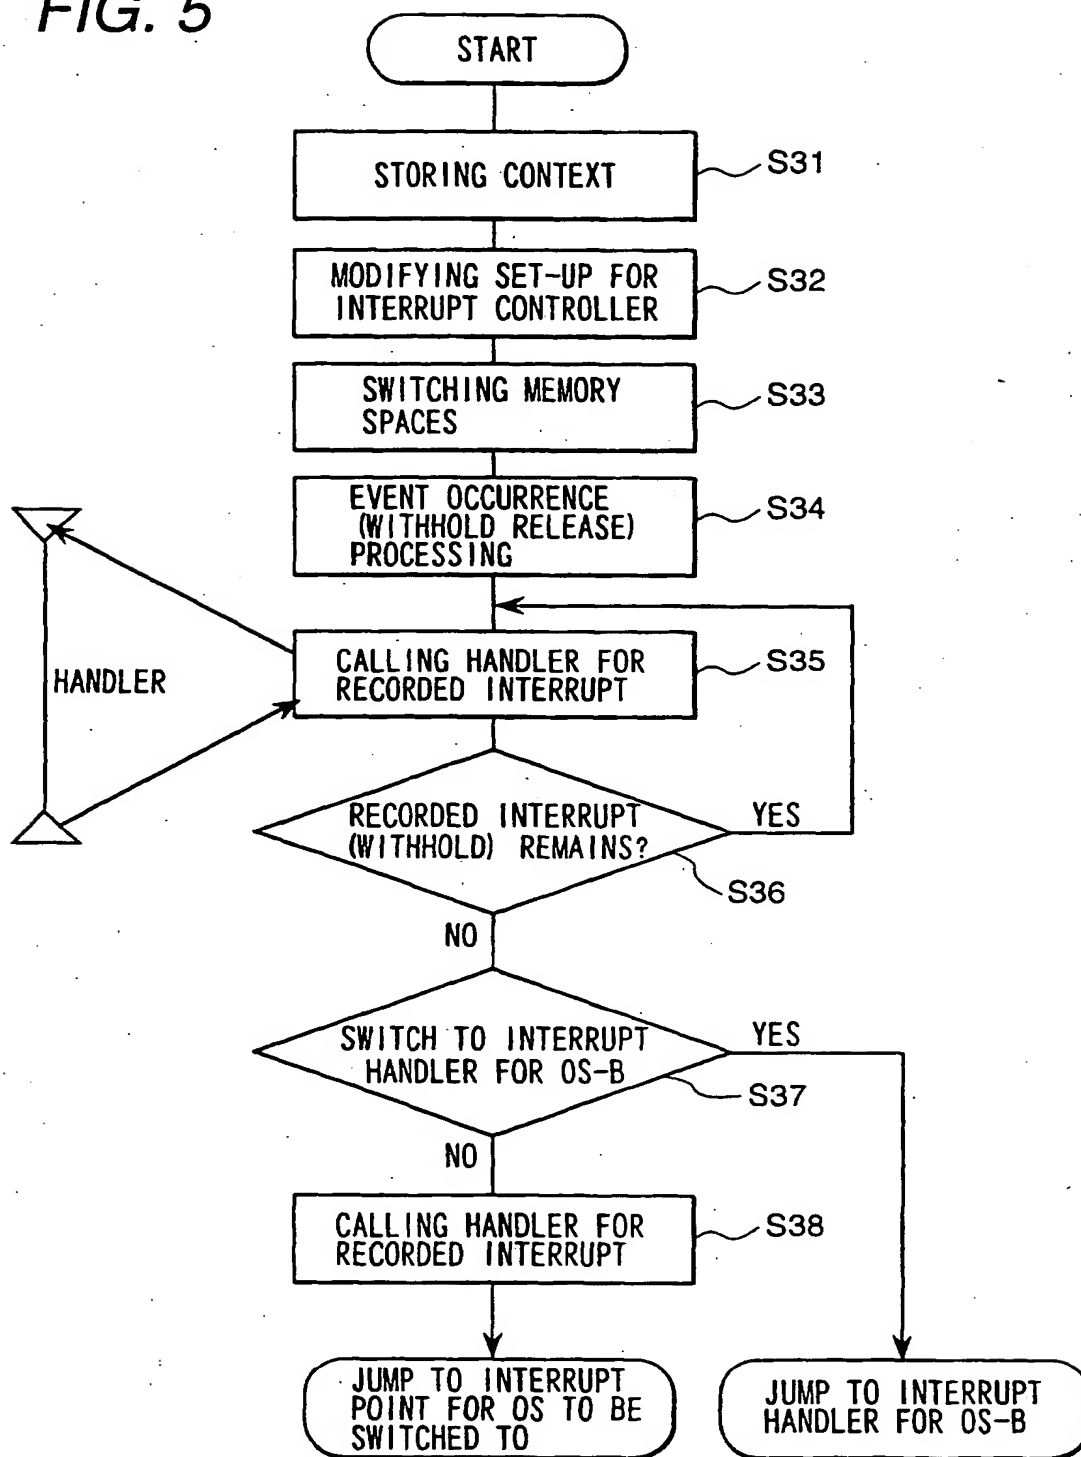 FIG. 5
START
STORING CONTEXT
S31
MODIFYING SET-UP FOR
INTERRUPT CONTROLLER
S32
SWITCHING MEMORY
SPACES
S33
EVENT OCCURRENCE
(WITHHOLD RELEASE)
PROCESSING
S34
HANDLER
CALLING HANDLER FOR
RECORDED INTERRUPT
S35
RECORDED INTERRUPT
(WITHHOLD) REMAINS?
YES
S36
NO
SWITCH TO INTERRUPT
HANDLER FOR OS-B
YES
S37
NO
CALLING HANDLER FOR
RECORDED INTERRUPT
S38
JUMP TO INTERRUPT
POINT FOR OS TO BE
SWITCHED TO
JUMP TO INTERRUPT
HANDLER FOR OS-B